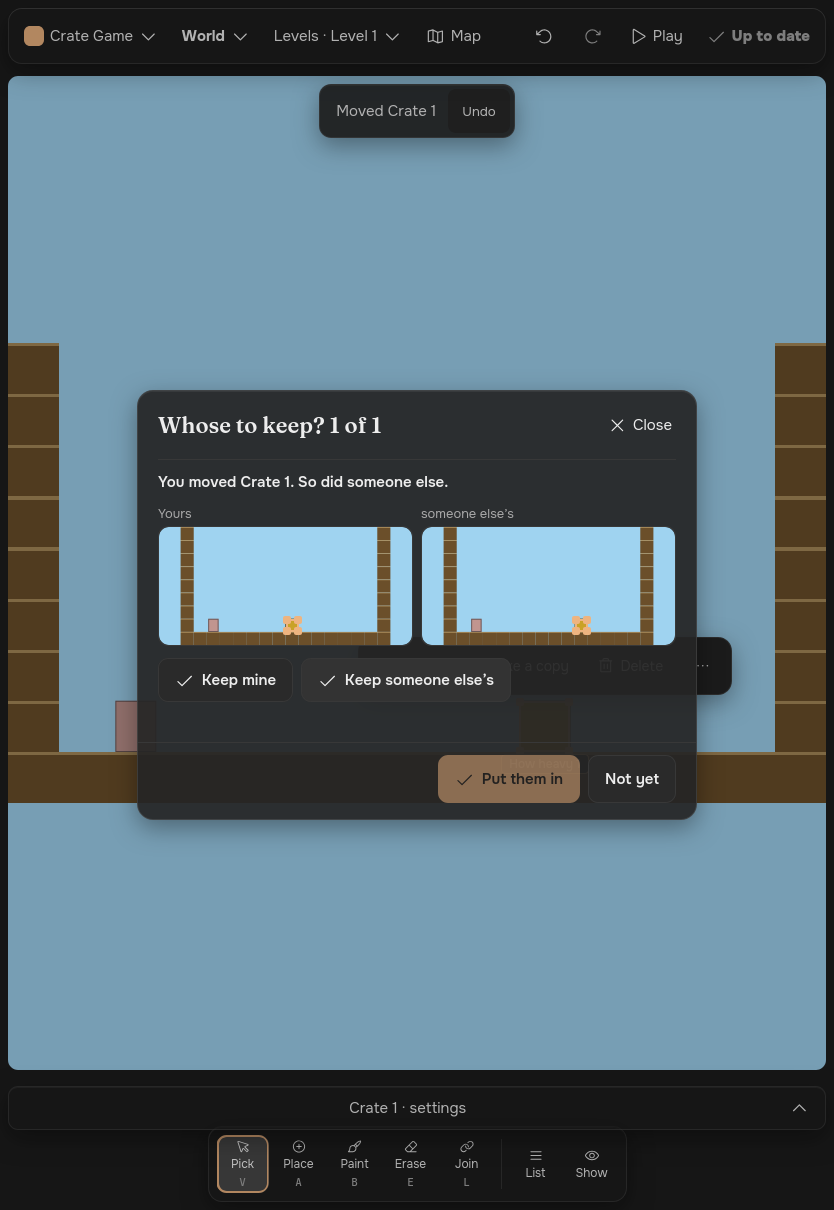 Crate Game
World
Levels · Level 1
Map
Play
Up to date
Moved Crate 1
Undo
Whose to keep? 1 of 1
Close
You moved Crate 1. So did someone else.
Yours
someone else’s
a copy
Delete
Keep mine
Keep someone else’s
Put them in
Not yet
Crate 1 · settings
Pick
V
Place
A
Paint
B
Erase
E
Join
L
List
Show